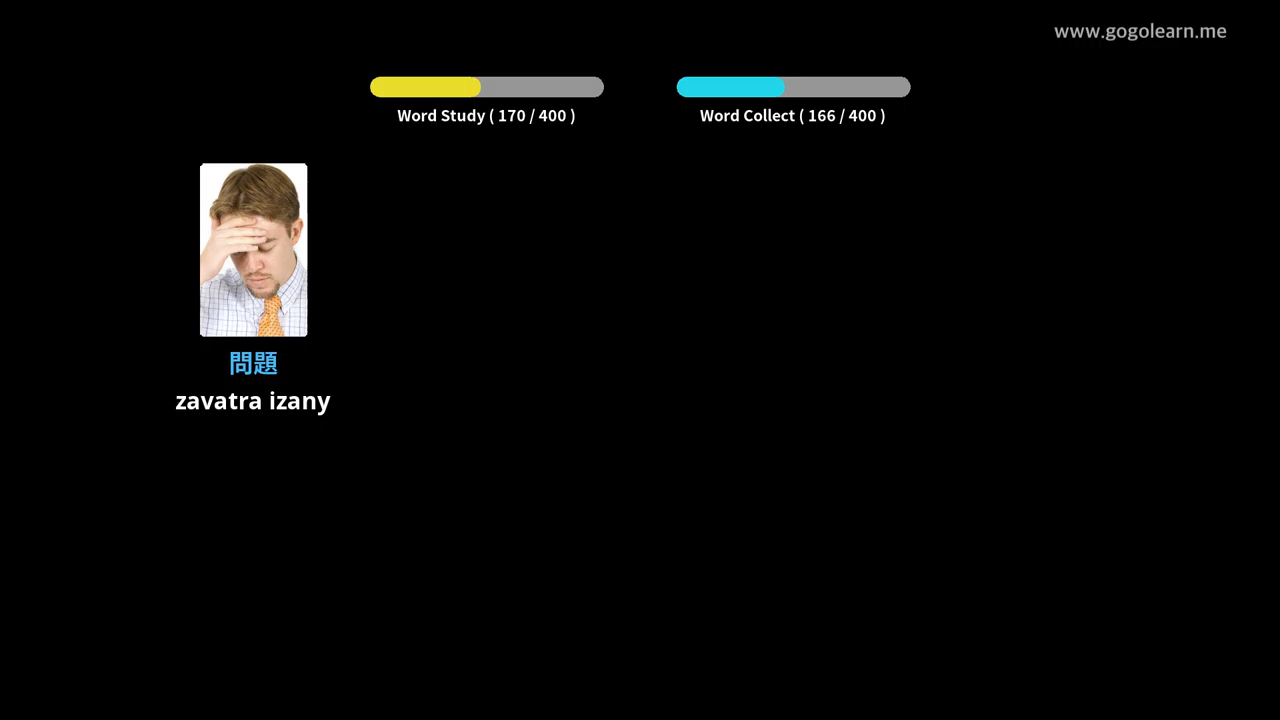 www.gogolearn.me
Word Study ( 170 / 400 )
Word Collect ( 166 / 400 )
問題
zavatra izany